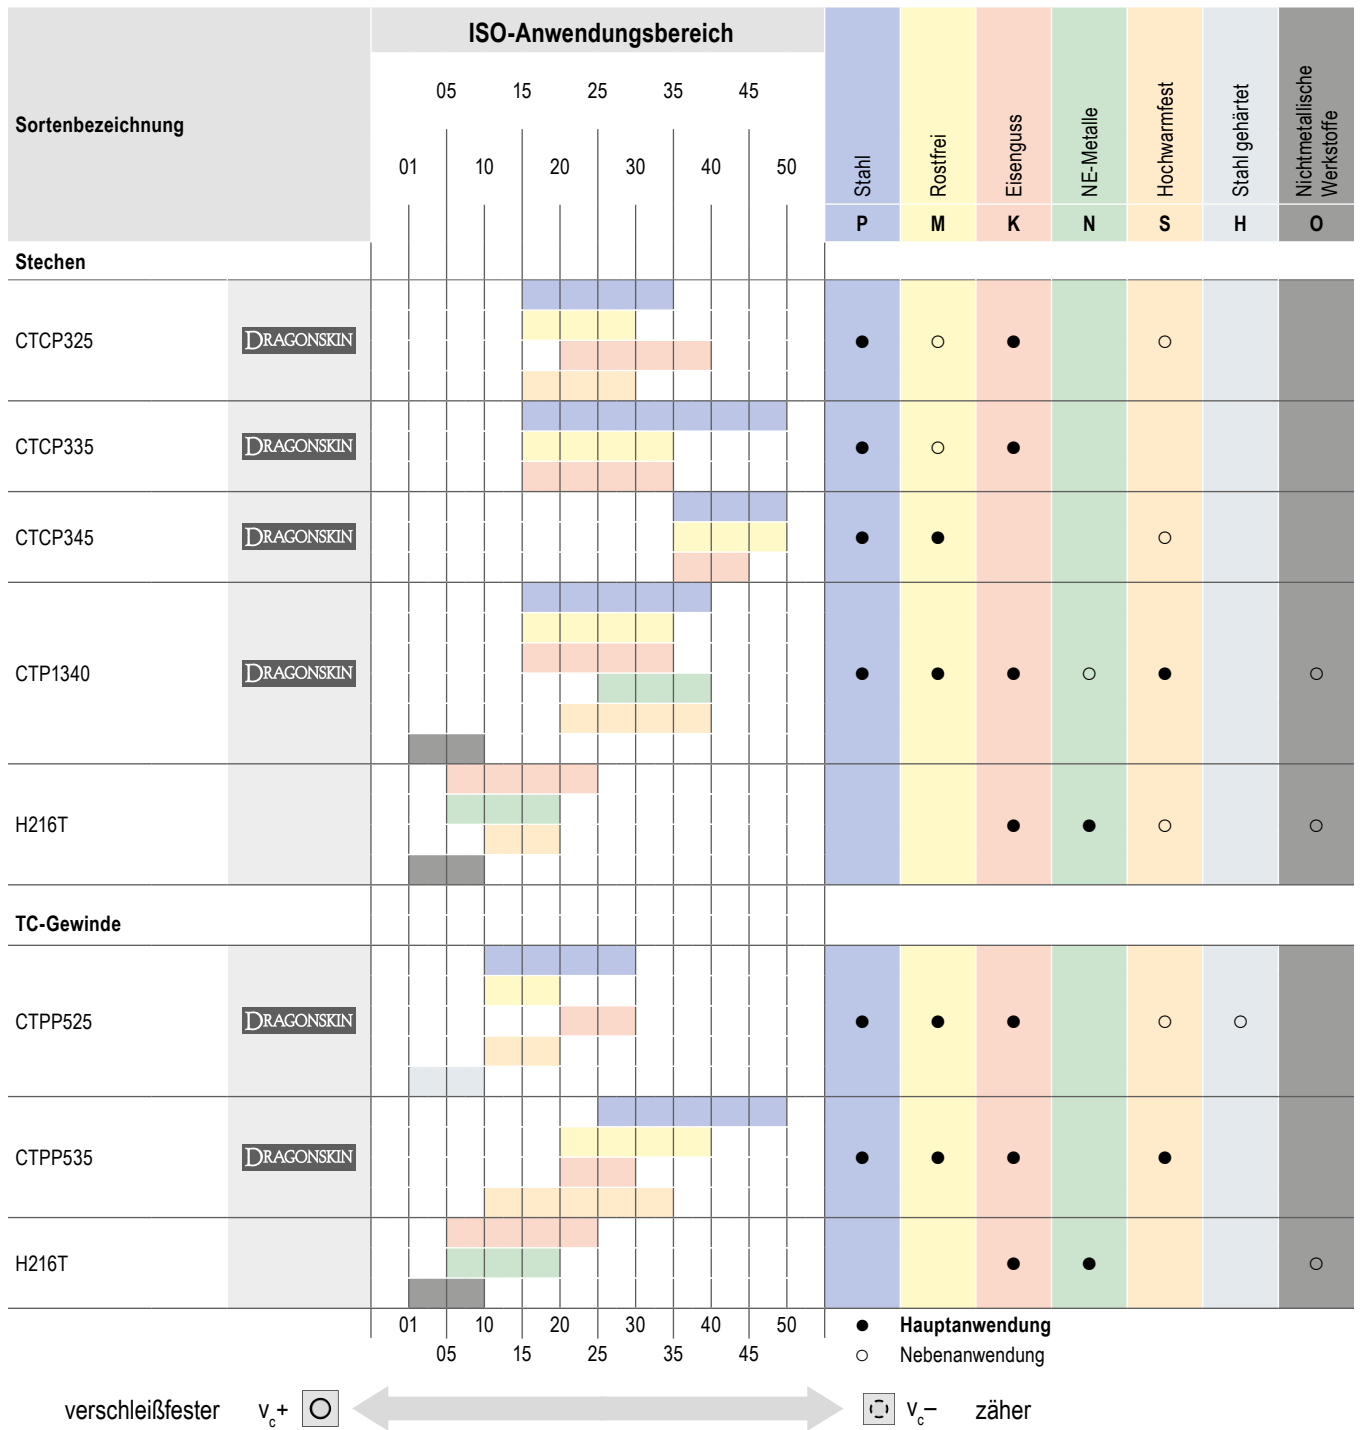 ISO-Anwendungsbereich
05 15 25 35 45
Sortenbezeichnung
01 10 20 30 40 50
Stahl
Rostfrei
Eisenguss
NE-Metalle
Hochwarmfest
Stahl gehärtet
Nichtmetallische
Werkstoffe
P M K N S H O
Stechen
CTCP325 DRAGONSKIN ● ○ ● ○
CTCP335 DRAGONSKIN ● ○ ●
CTCP345 DRAGONSKIN ● ● ○
CTP1340 DRAGONSKIN ● ● ● ○ ● ○
H216T ● ● ○ ○
TC-Gewinde
CTPP525 DRAGONSKIN ● ● ● ○ ○
CTPP535 DRAGONSKIN ● ● ● ●
H216T ● ● ○
01 10 20 30 40 50
05 15 25 35 45
● Hauptanwendung
○ Nebenanwendung
verschleißfester vc+ vc– zäher